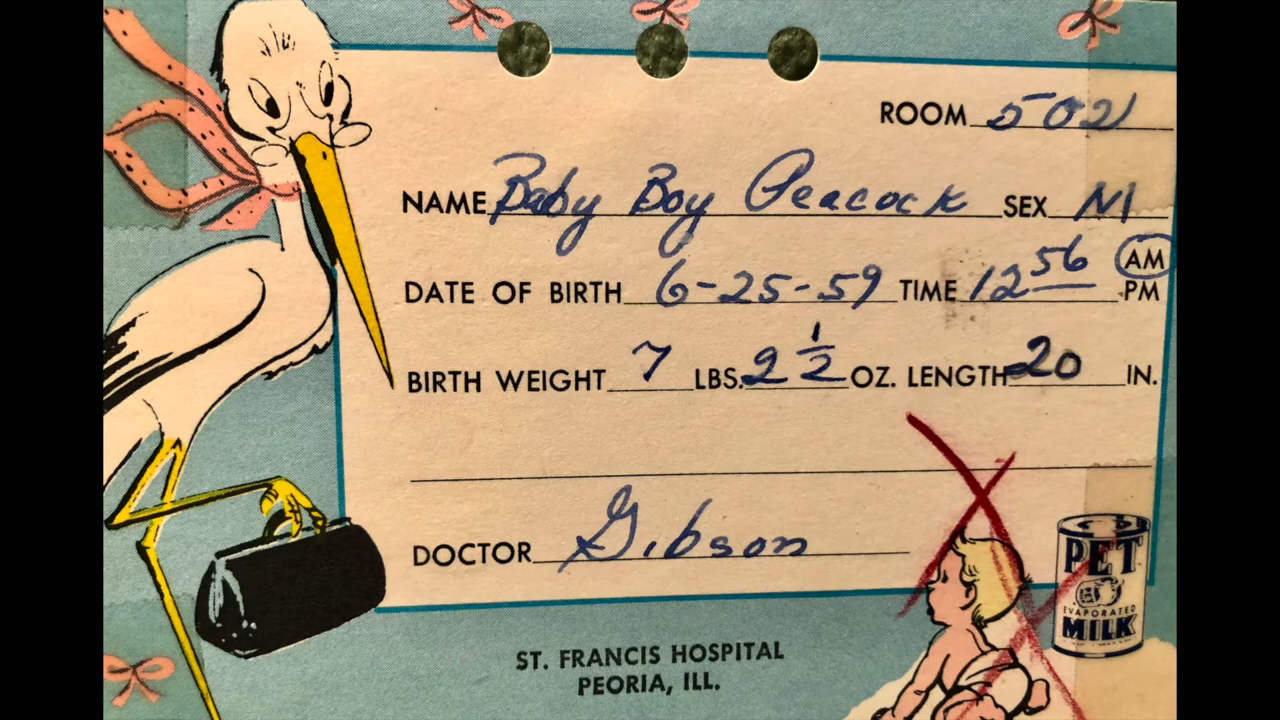 ROOM 502
NAME Baby Boy Peacock SEX M
DATE OF BIRTH 6-25-59 TIME 12 56 AM
PM
BIRTH WEIGHT 7 LBS. 2 1/2 OZ. LENGTH 20 IN.
DOCTOR Gibson
PET
EVAPORATED
MILK
ST. FRANCIS HOSPITAL
PEORIA, ILL.